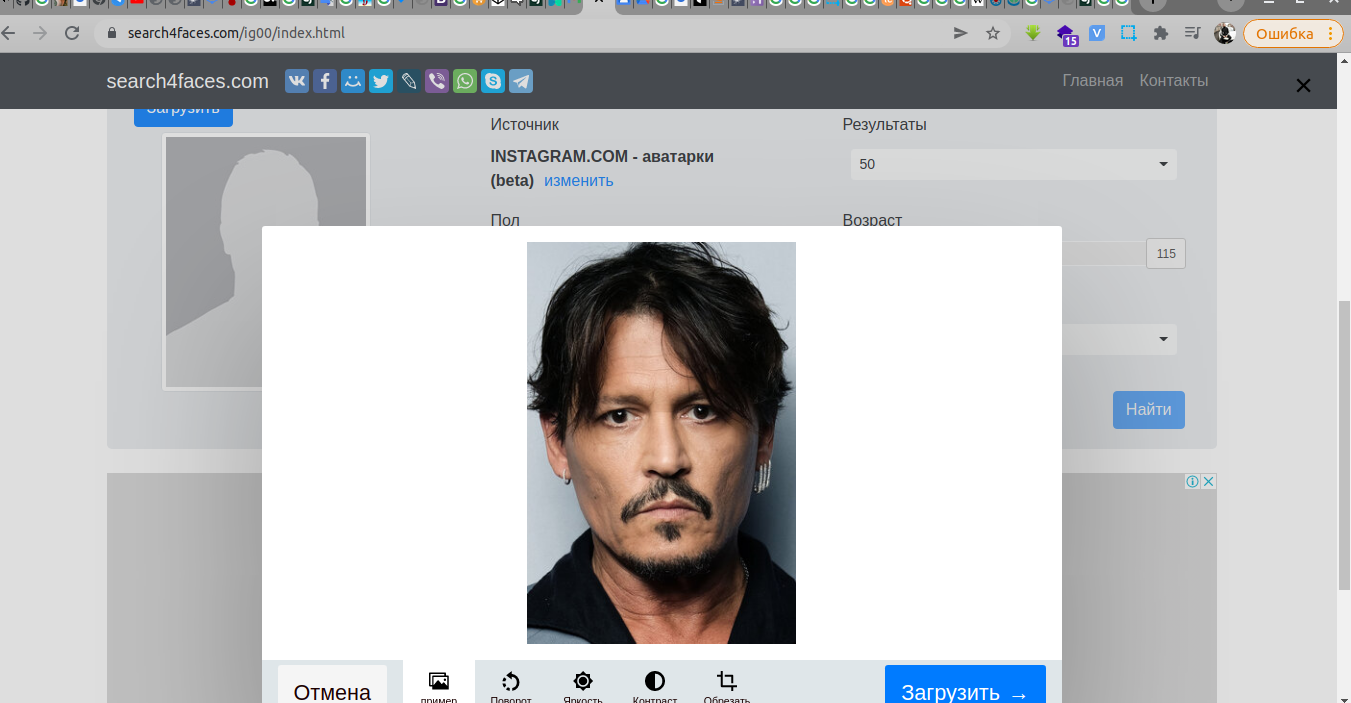 search4faces.com/ig00/index.html
15
V
Ошибка
search4faces.com
Главная
Контакты
Загрузить
Источник
Результаты
INSTAGRAM.COM - аватарки
(beta) изменить
50
Пол
Возраст
115
Найти
Отмена
пример
Поворот
Яркость
Контраст
Обрезать
Загрузить →